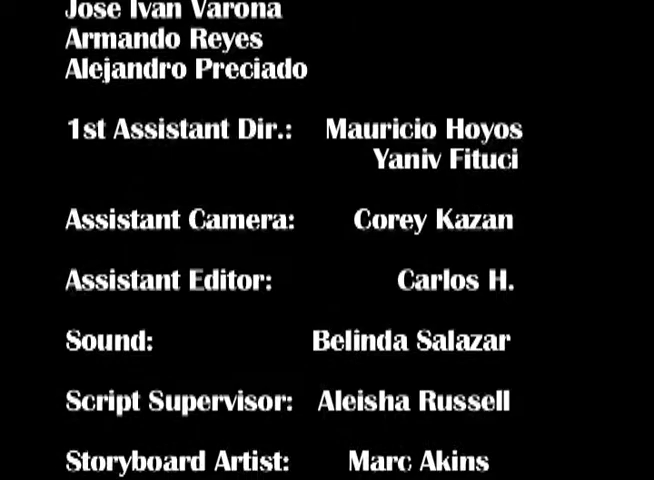 Jose Ivan Varona
Armando Reyes
Alejandro Preciado
1st Assistant Dir.: Mauricio Hoyos
Yaniv Fituci
Assistant Camera: Corey Kazan
Assistant Editor: Carlos H.
Sound: Belinda Salazar
Script Supervisor: Aleisha Russell
Storyboard Artist: Marc Akins